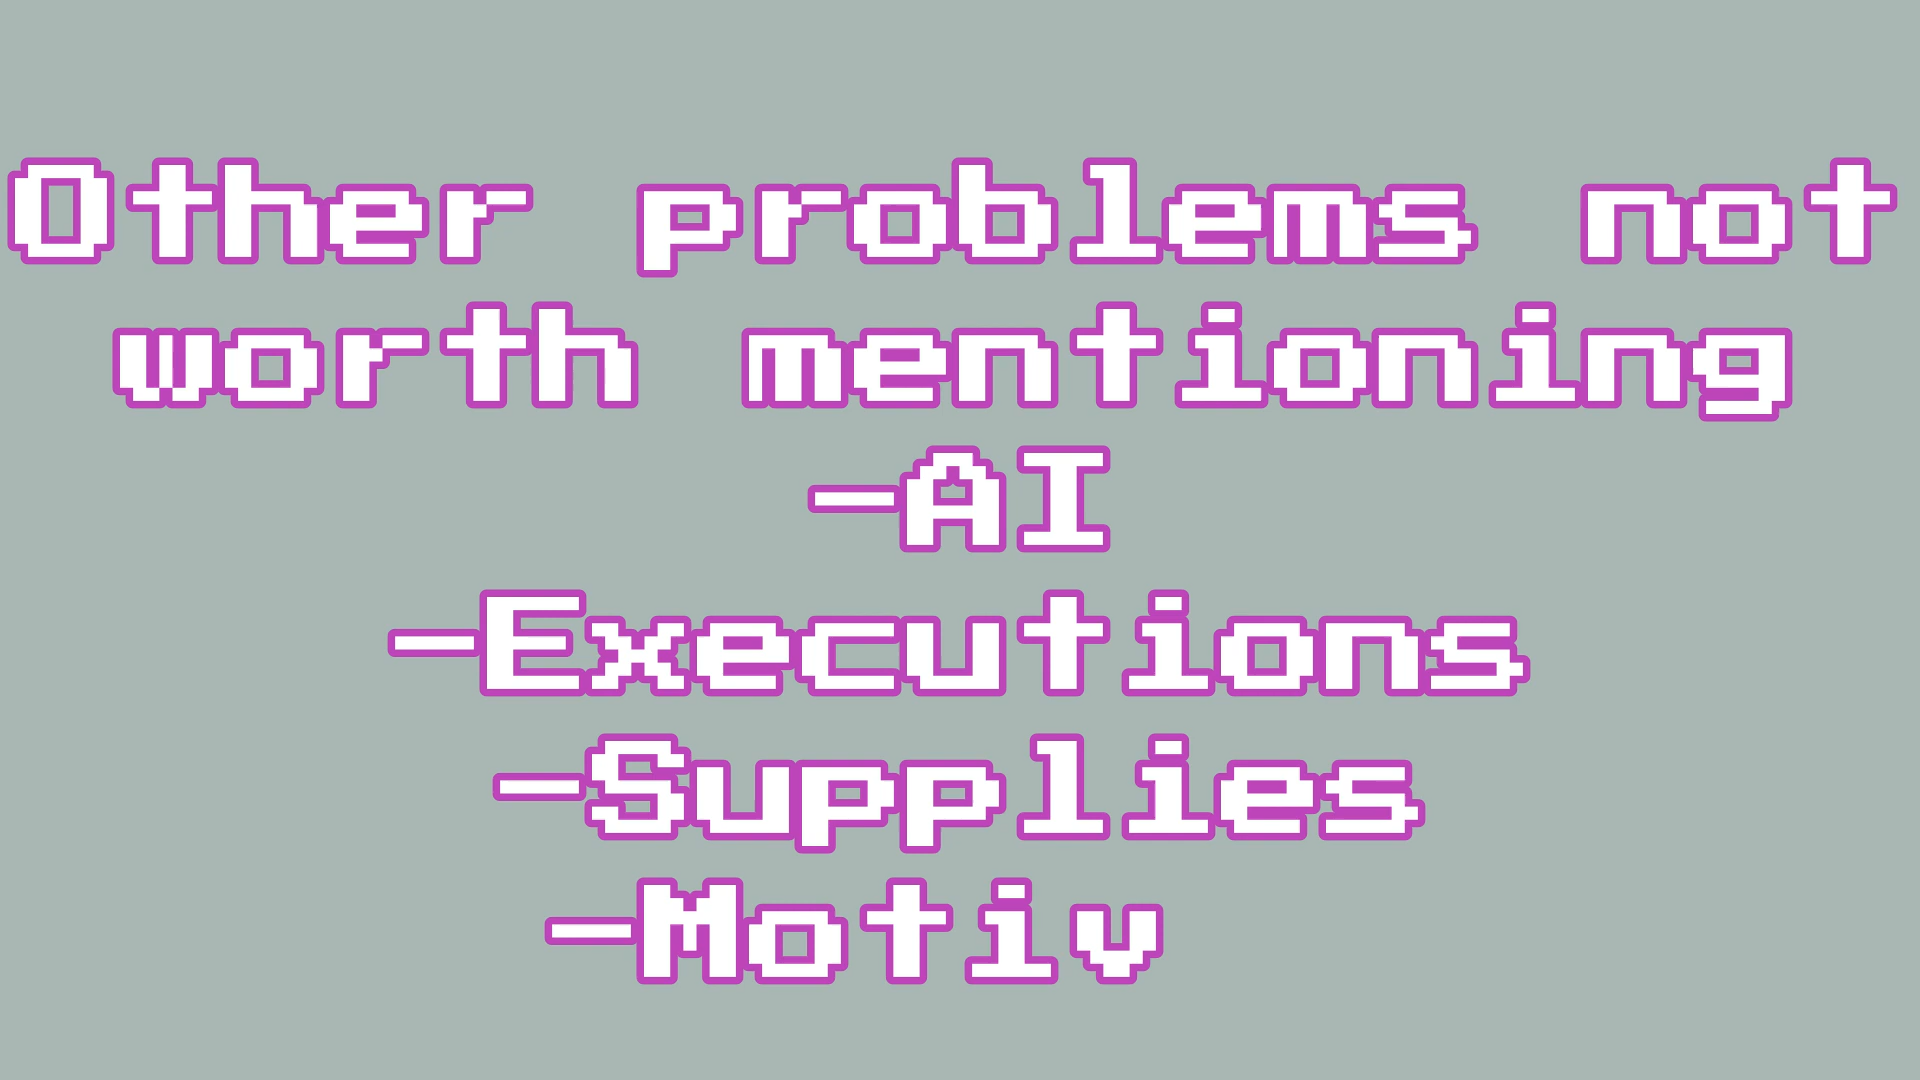 Other problems not
worth mentioning
-AI
-Executions
-Supplies
-Motiv